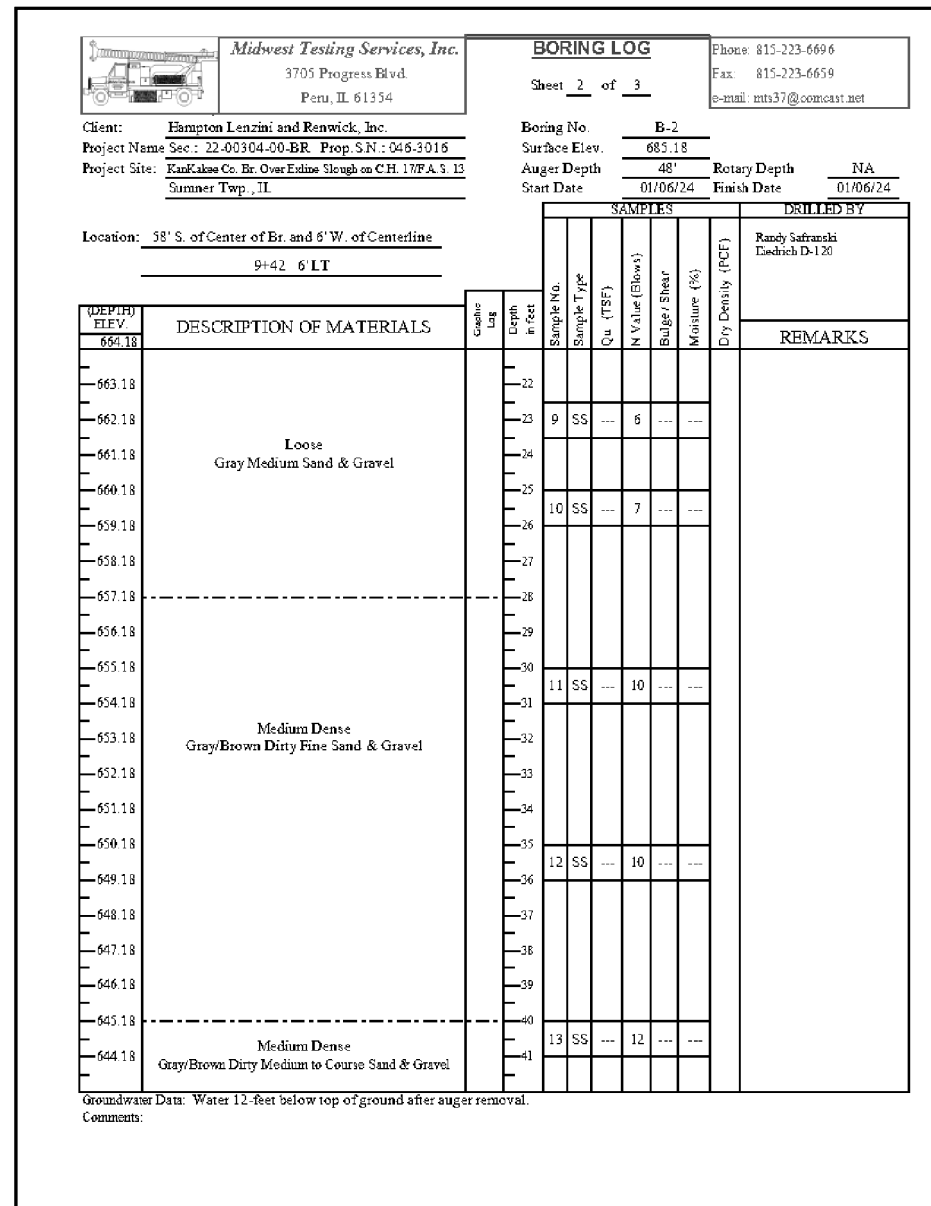 Midwest Testing Services, Inc.
3705 Progress Blvd.
Peru, IL 61354
BORING LOG
Sheet 2 of 3
Phone: 815-223-6696
Fax: 815-223-6659
e-mail: mts37@comcast.net
Client: Hampton Lenzini and Renwick, Inc.
Project Name Sec.: 22-00304-00-BR Prop. S.N.: 046-3016
Project Site: KanKakee Co. Br. Over Exline Slough on C.H. 17/F.A.S. 13
Sumner Twp., IL
Boring No. B-2
Surface Elev. 685.18
Auger Depth 48' Rotary Depth NA
Start Date 01/06/24 Finish Date 01/06/24
Location: 58' S. of Center of Br. and 6' W. of Centerline
9+42 6'LT
SAMPLES
DRILLED BY
Randy Safranski
Diedrich D-120
(DEPTH)
ELEV.
664.18
DESCRIPTION OF MATERIALS
Graphic Log
Depth in feet
Sample No.
Sample Type
Qu (TSF)
N Value (Blows)
Bulge / Shear
Moisture (%)
Dry Density (PCF)
REMARKS
663.18 22
662.18 23 9 SS --- 6 --- ---
Loose
661.18 24
Gray Medium Sand & Gravel
660.18 25
10 SS --- 7 --- ---
659.18 26
658.18 27
657.18 28
656.18 29
655.18 30
11 SS --- 10 --- ---
654.18 31
Medium Dense
653.18 32
Gray/Brown Dirty Fine Sand & Gravel
652.18 33
651.18 34
650.18 35
12 SS --- 10 --- ---
649.18 36
648.18 37
647.18 38
646.18 39
645.18 40
Medium Dense 13 SS --- 12 --- ---
644.18 41
Gray/Brown Dirty Medium to Course Sand & Gravel
Groundwater Data: Water 12-feet below top of ground after auger removal.
Comments: